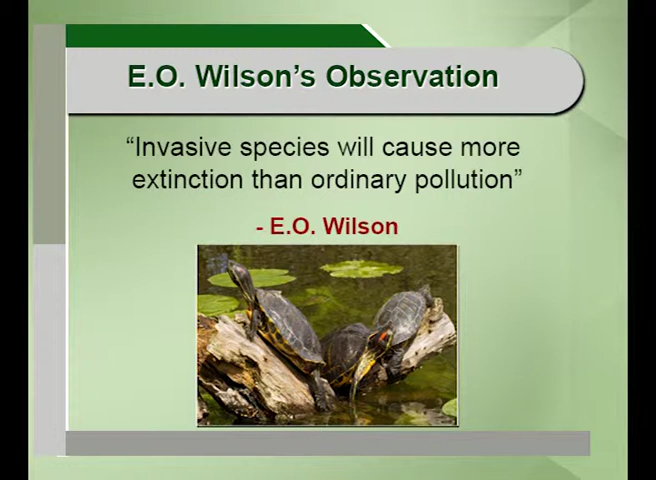 E.O. Wilson’s Observation
“Invasive species will cause more
extinction than ordinary pollution”
- E.O. Wilson